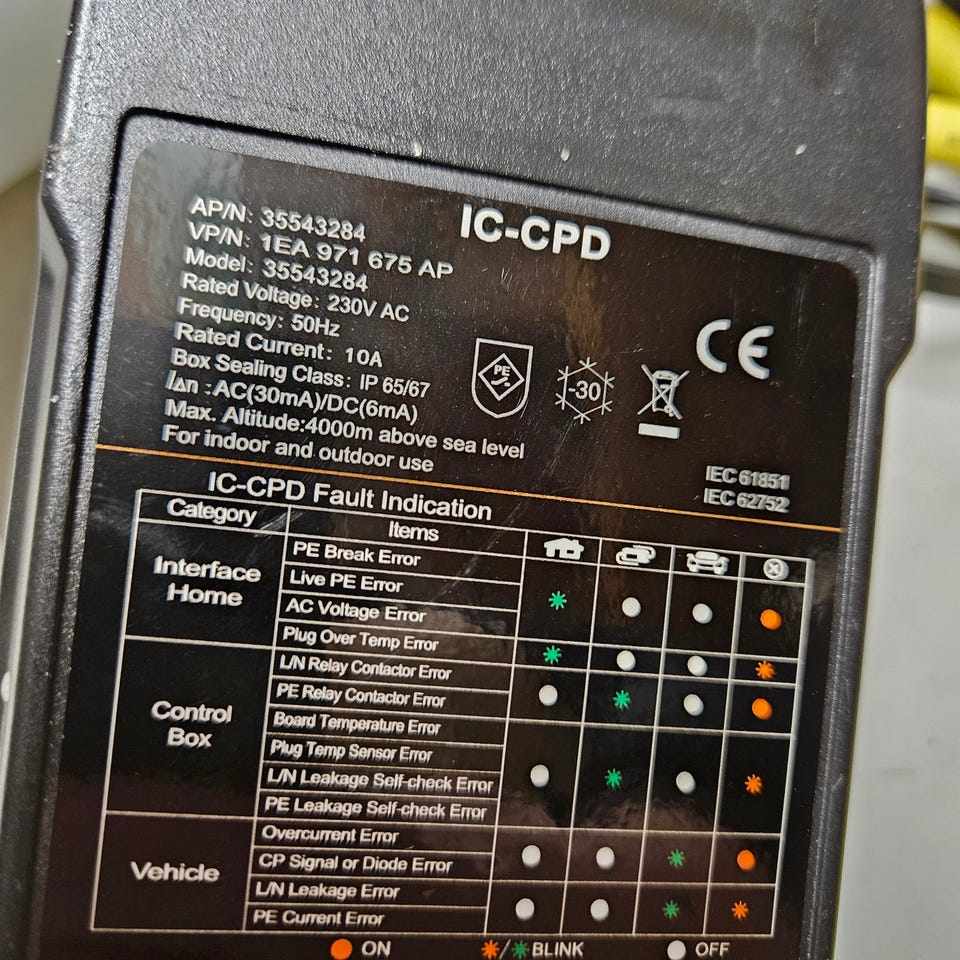 IC-CPD
AP/N: 35543284
VP/N: 1EA 971 675 AP
Model: 35543284
Rated Voltage: 230V AC
Frequency: 50Hz
Rated Current: 10A
Box Sealing Class: IP 65/67
I∆n :AC(30mA)/DC(6mA)
Max. Altitude:4000m above sea level
For indoor and outdoor use
PE
-30
CE
IEC 61851
IEC 62752
IC-CPD Fault Indication
Category Items
Interface
Home
PE Break Error
Live PE Error
AC Voltage Error
Plug Over Temp Error
Control
Box
L/N Relay Contactor Error
PE Relay Contactor Error
Board Temperature Error
Plug Temp Sensor Error
L/N Leakage Self-check Error
PE Leakage Self-check Error
Vehicle
Overcurrent Error
CP Signal or Diode Error
L/N Leakage Error
PE Current Error
ON / BLINK OFF